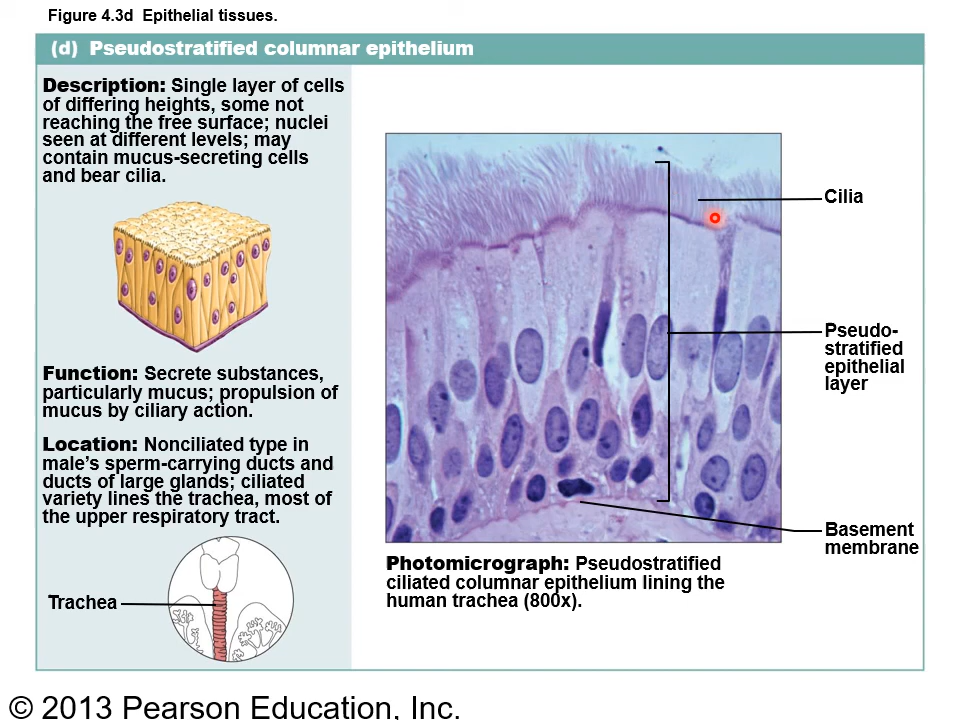 Figure 4.3d  Epithelial tissues.
(d)  Pseudostratified columnar epithelium
Description: Single layer of cells
of differing heights, some not
reaching the free surface; nuclei
seen at different levels; may
contain mucus-secreting cells
and bear cilia.
Function: Secrete substances,
particularly mucus; propulsion of
mucus by ciliary action.
Location: Nonciliated type in
male’s sperm-carrying ducts and
ducts of large glands; ciliated
variety lines the trachea, most of
the upper respiratory tract.
Trachea
Cilia
Pseudo-
stratified
epithelial
layer
Basement
membrane
Photomicrograph: Pseudostratified
ciliated columnar epithelium lining the
human trachea (800x).
© 2013 Pearson Education, Inc.